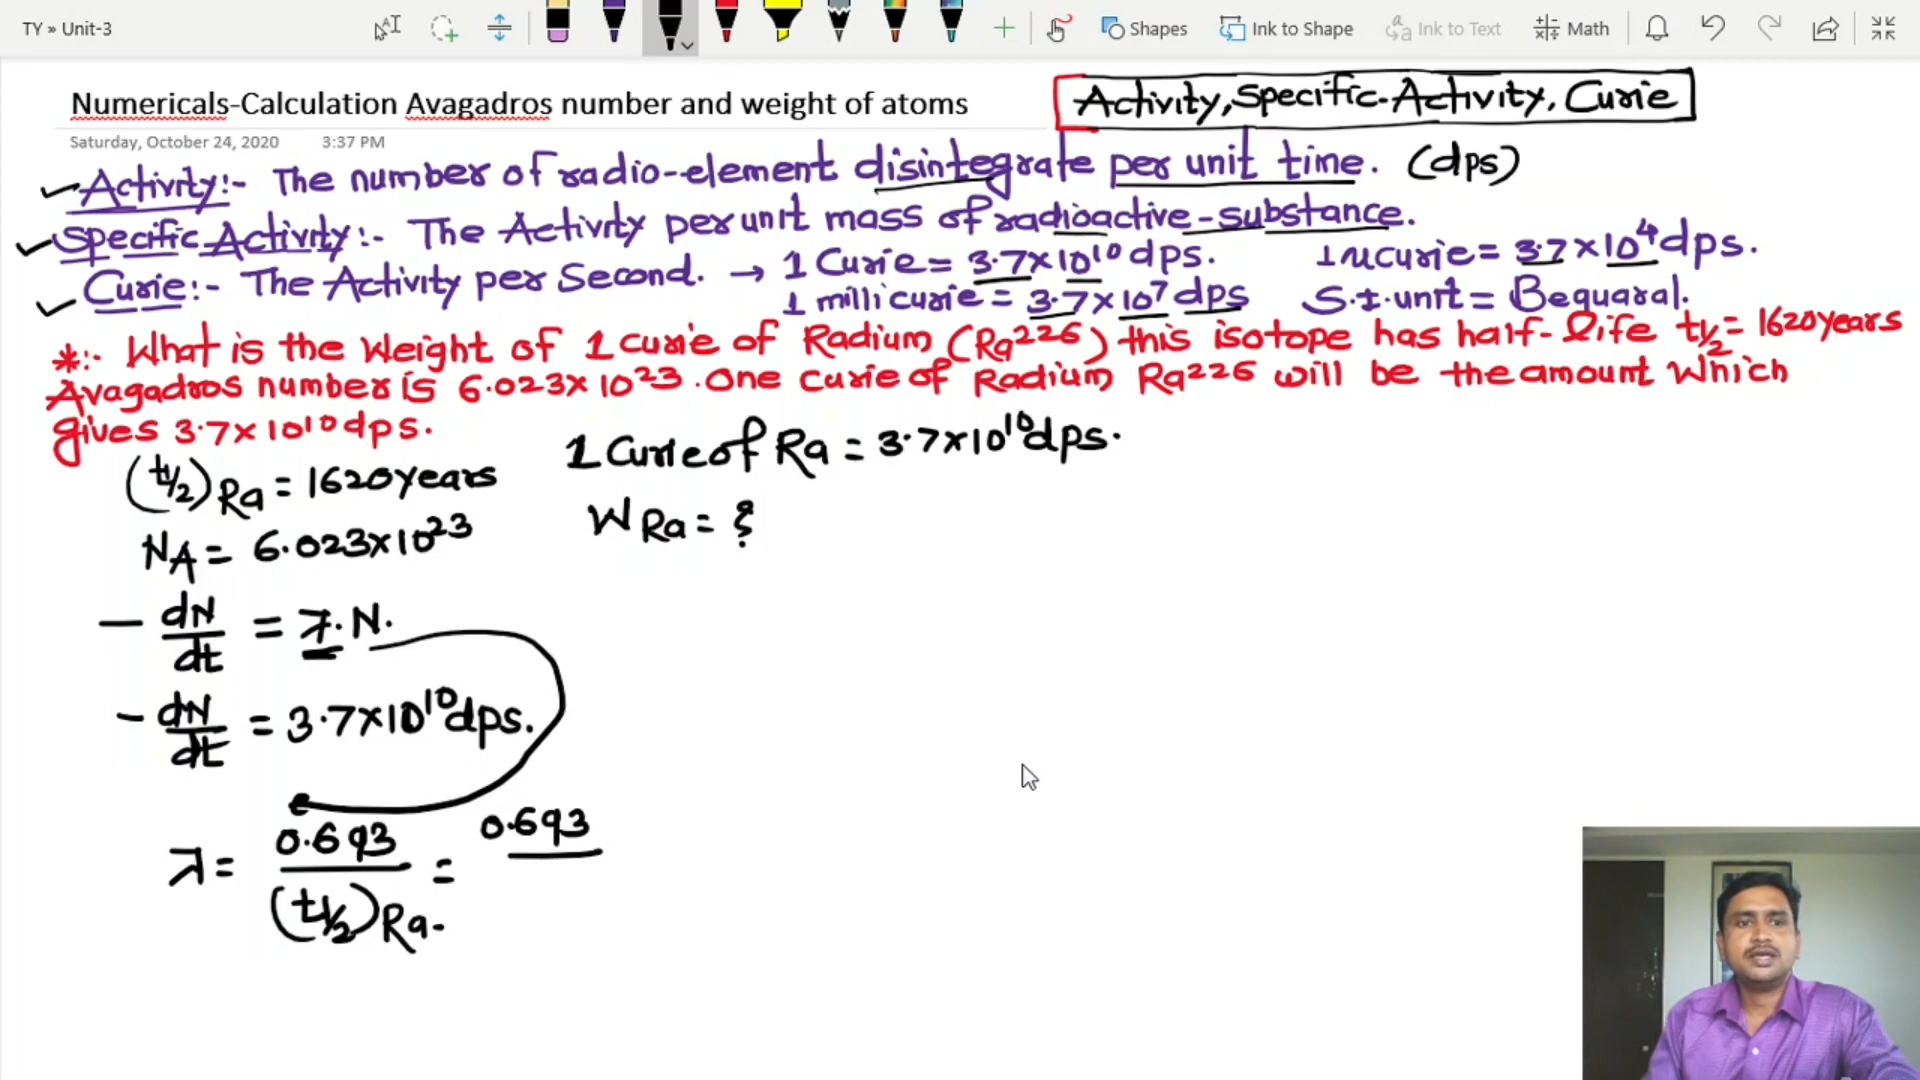 TY » Unit-3
Shapes
Ink to Shape
Ink to Text
Math
Numericals-Calculation Avagadros number and weight of atoms
Activity, Specific-Activity, Curie
Saturday, October 24, 2020 3:37 PM
Activity:- The number of radio-element disintegrate per unit time. (dps)
Specific Activity:- The Activity per unit mass of radioactive-substance.
Curie:- The Activity per Second. → 1 Curie = 3.7×10¹⁰ dps. 1 μcurie = 3.7×10⁴ dps.
1 millicurie = 3.7×10⁷ dps S.I. unit = Bequaral.
*:- What is the Weight of 1 curie of Radium (Ra²²⁶) this isotope has half-life t½ = 1620 years
Avagadros number is 6.023×10²³. One curie of Radium Ra²²⁶ will be the amount which
gives 3.7×10¹⁰ dps.
(t½)Ra = 1620 years
1 Curie of Ra = 3.7×10¹⁰ dps.
NA = 6.023×10²³
WRa = ?
- dN/dt = λ·N.
- dN/dt = 3.7×10¹⁰ dps.
λ = 0.693/(t½)Ra. = 0.693